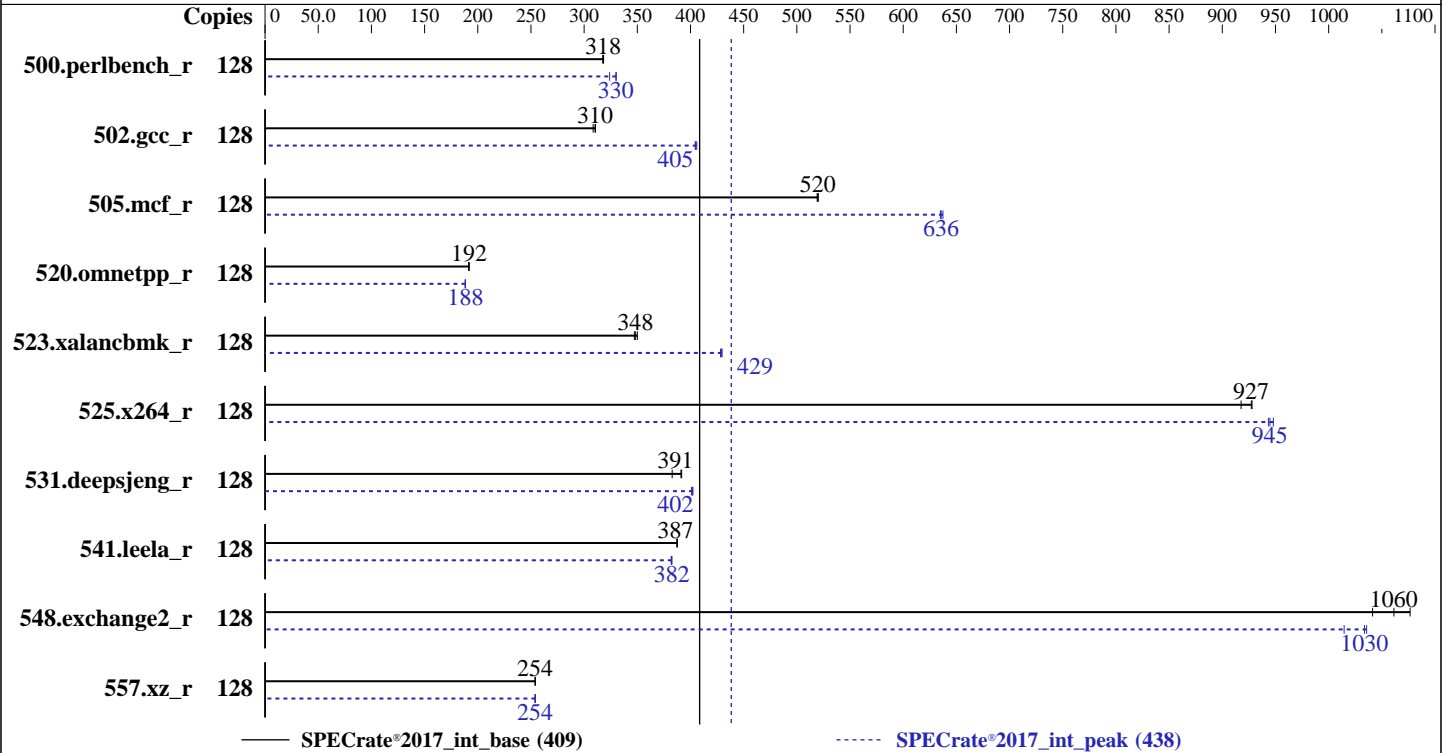 Copies 0 50.0 100 150 200 250 300 350 400 450 500 550 600 650 700 750 800 850 900 950 1000 1100
318
500.perlbench_r 128
330
310
502.gcc_r 128
405
520
505.mcf_r 128
636
192
520.omnetpp_r 128
188
348
523.xalancbmk_r 128
429
927
525.x264_r 128
945
391
531.deepsjeng_r 128
402
387
541.leela_r 128
382
1060
548.exchange2_r 128
1030
254
557.xz_r 128
254
SPECrate®2017_int_base (409) SPECrate®2017_int_peak (438)